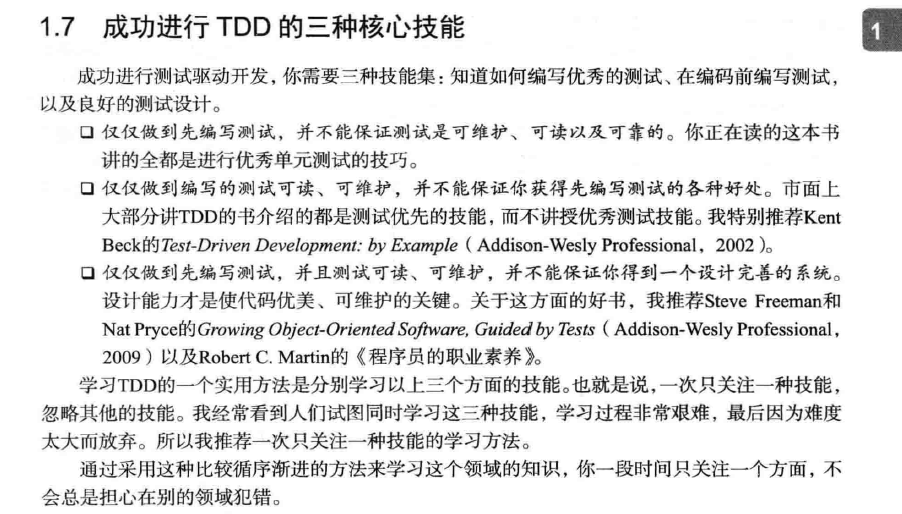 1.7 成功进行 TDD 的三种核心技能
1
成功进行测试驱动开发，你需要三种技能集：知道如何编写优秀的测试、在编码前编写测试，
以及良好的测试设计。
❑ 仅仅做到先编写测试，并不能保证测试是可维护、可读以及可靠的。你正在读的这本书
讲的全都是进行优秀单元测试的技巧。
❑ 仅仅做到编写的测试可读、可维护，并不能保证你获得先编写测试的各种好处。市面上
大部分讲TDD的书介绍的都是测试优先的技能，而不讲授优秀测试技能。我特别推荐Kent
Beck的Test-Driven Development: by Example（Addison-Wesly Professional，2002）。
❑ 仅仅做到先编写测试，并且测试可读、可维护，并不能保证你得到一个设计完善的系统。
设计能力才是使代码优美、可维护的关键。关于这方面的好书，我推荐Steve Freeman和
Nat Pryce的Growing Object-Oriented Software, Guided by Tests（Addison-Wesly Professional，
2009）以及Robert C. Martin的《程序员的职业素养》。
学习TDD的一个实用方法是分别学习以上三个方面的技能。也就是说，一次只关注一种技能，
忽略其他的技能。我经常看到人们试图同时学习这三种技能，学习过程非常艰难，最后因为难度
太大而放弃。所以我推荐一次只关注一种技能的学习方法。
通过采用这种比较循序渐进的方法来学习这个领域的知识，你一段时间只关注一个方面，不
会总是担心在别的领域犯错。